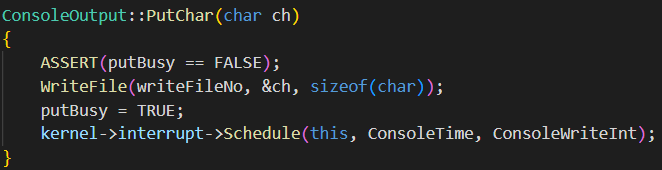 ConsoleOutput::PutChar(char ch)
{
    ASSERT(putBusy == FALSE);
    WriteFile(writeFileNo, &ch, sizeof(char));
    putBusy = TRUE;
    kernel->interrupt->Schedule(this, ConsoleTime, ConsoleWriteInt);
}